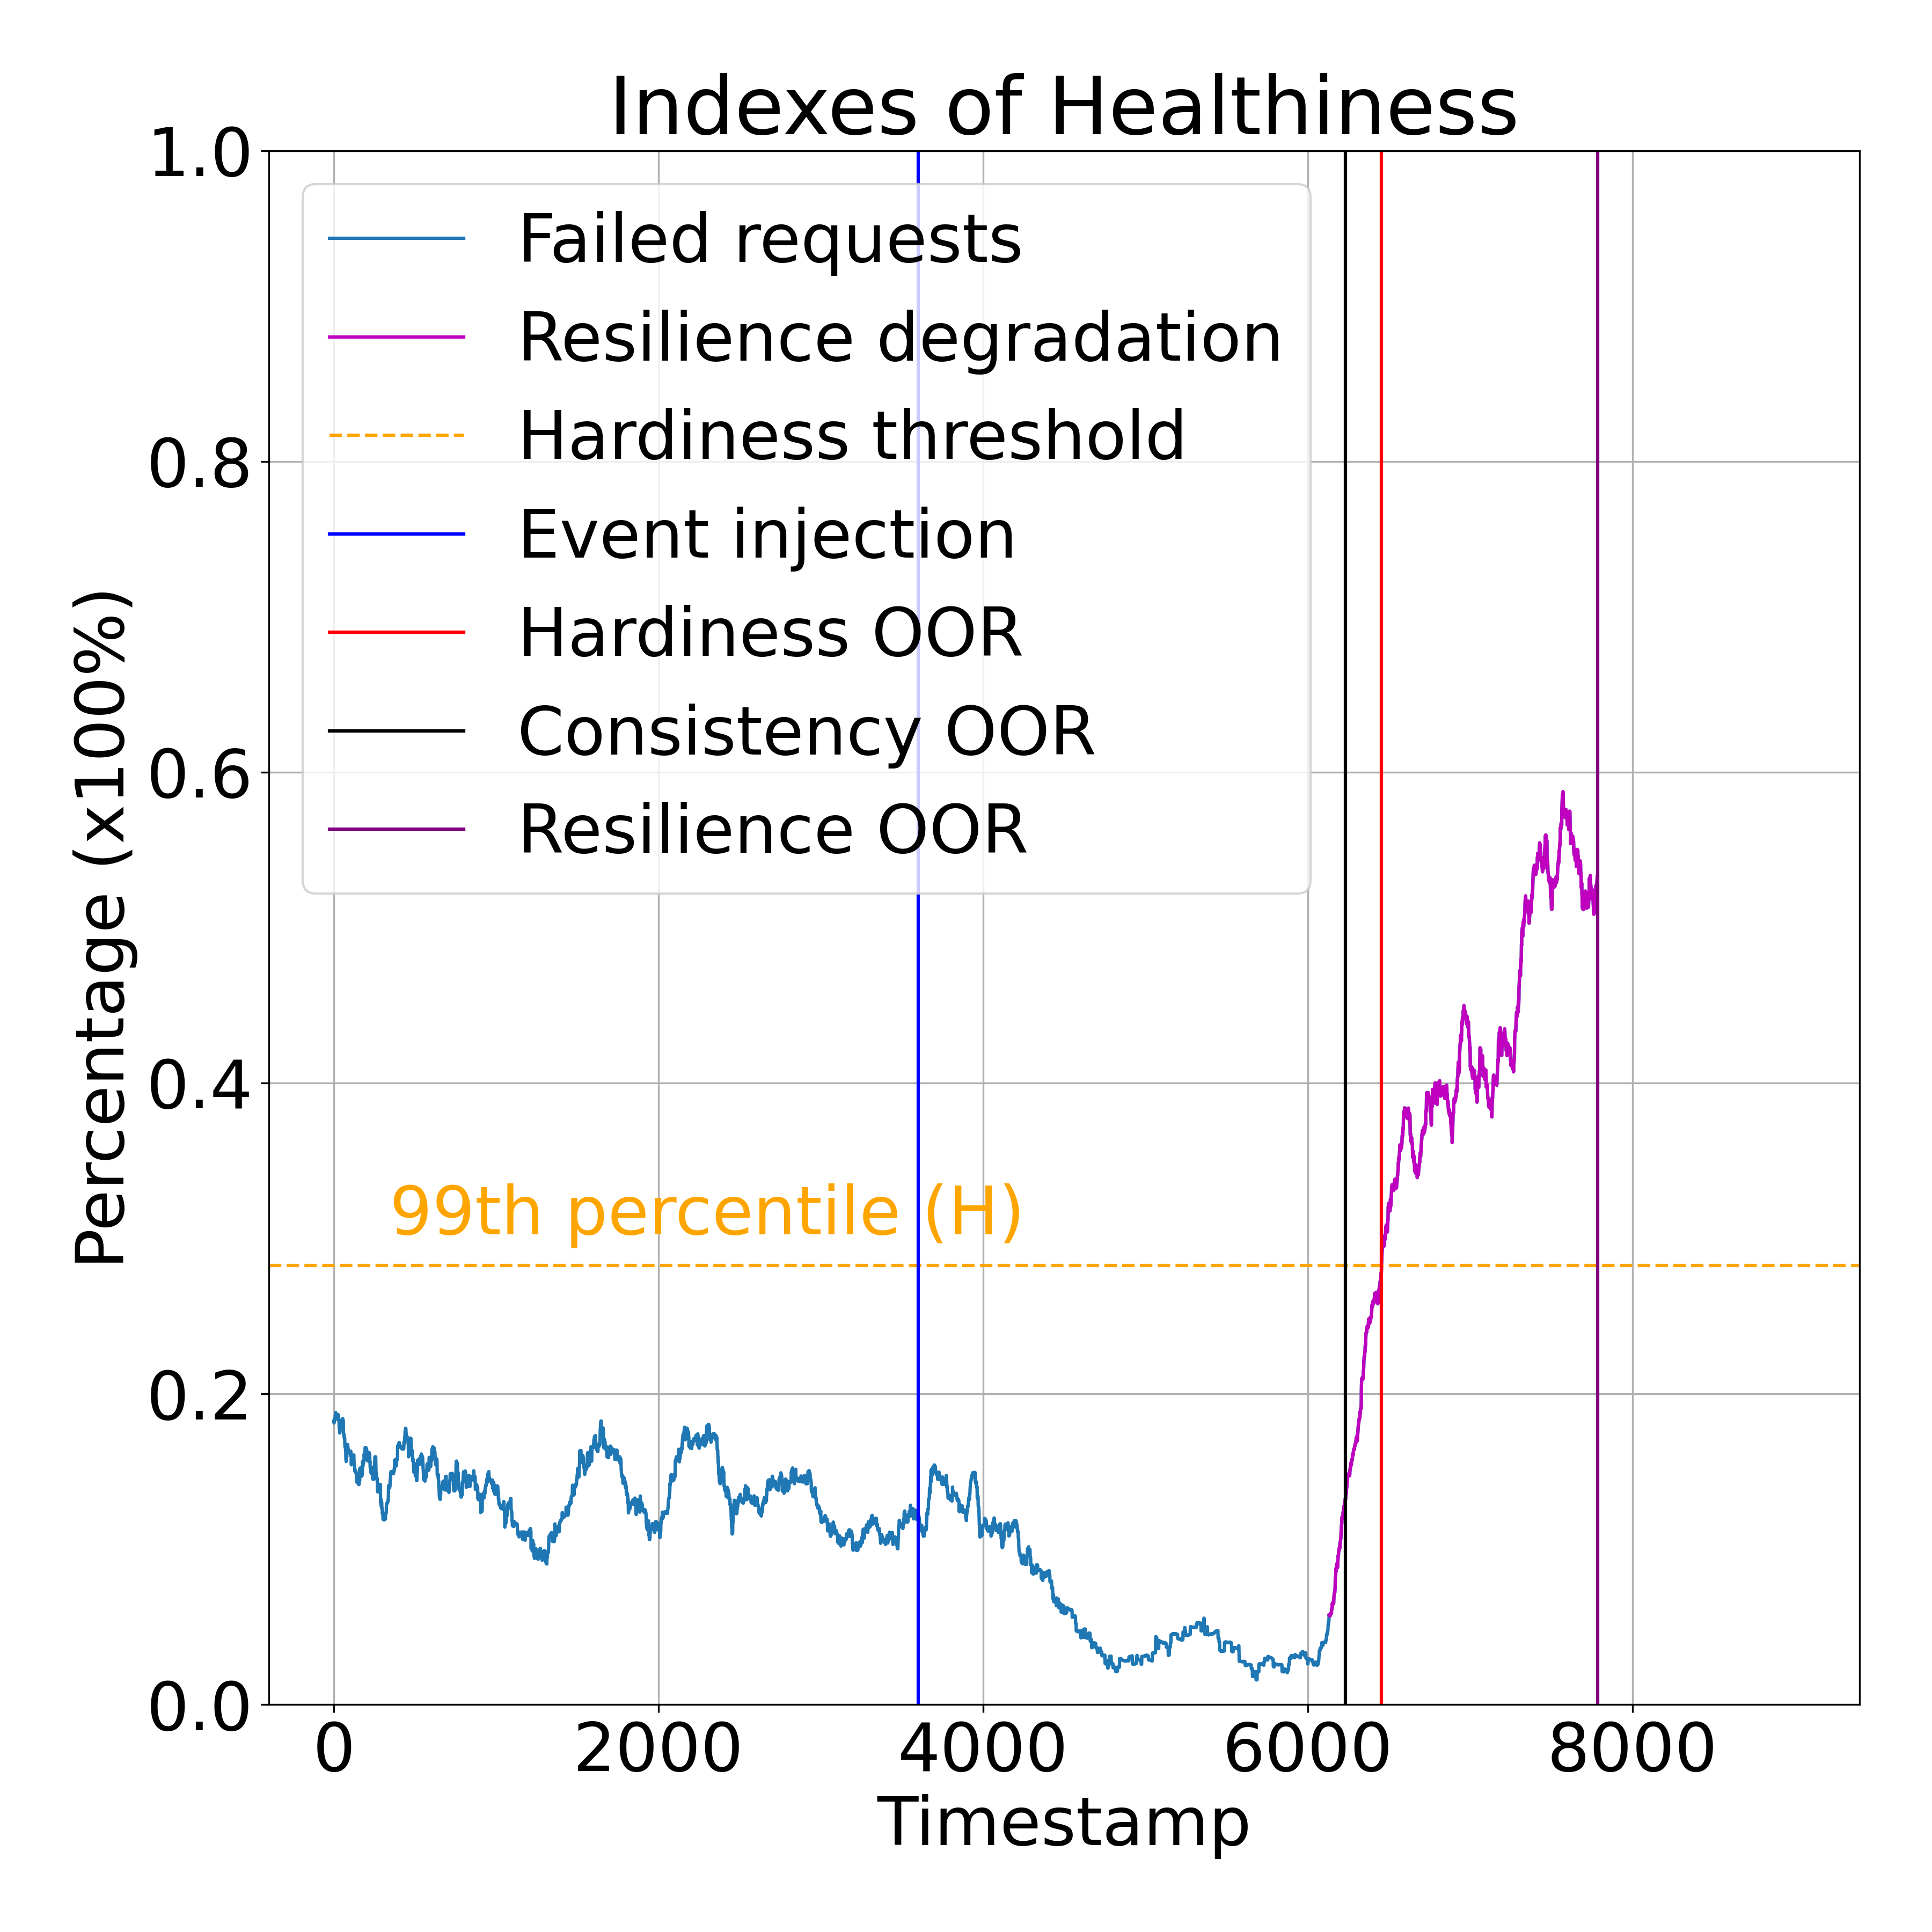 Indexes of Healthiness
1.0
0.8
0.6
0.4
0.2
0.0
Percentage (x100%)
Failed requests
Resilience degradation
Hardiness threshold
Event injection
Hardiness OOR
Consistency OOR
Resilience OOR
99th percentile (H)
0 2000 4000 6000 8000
Timestamp